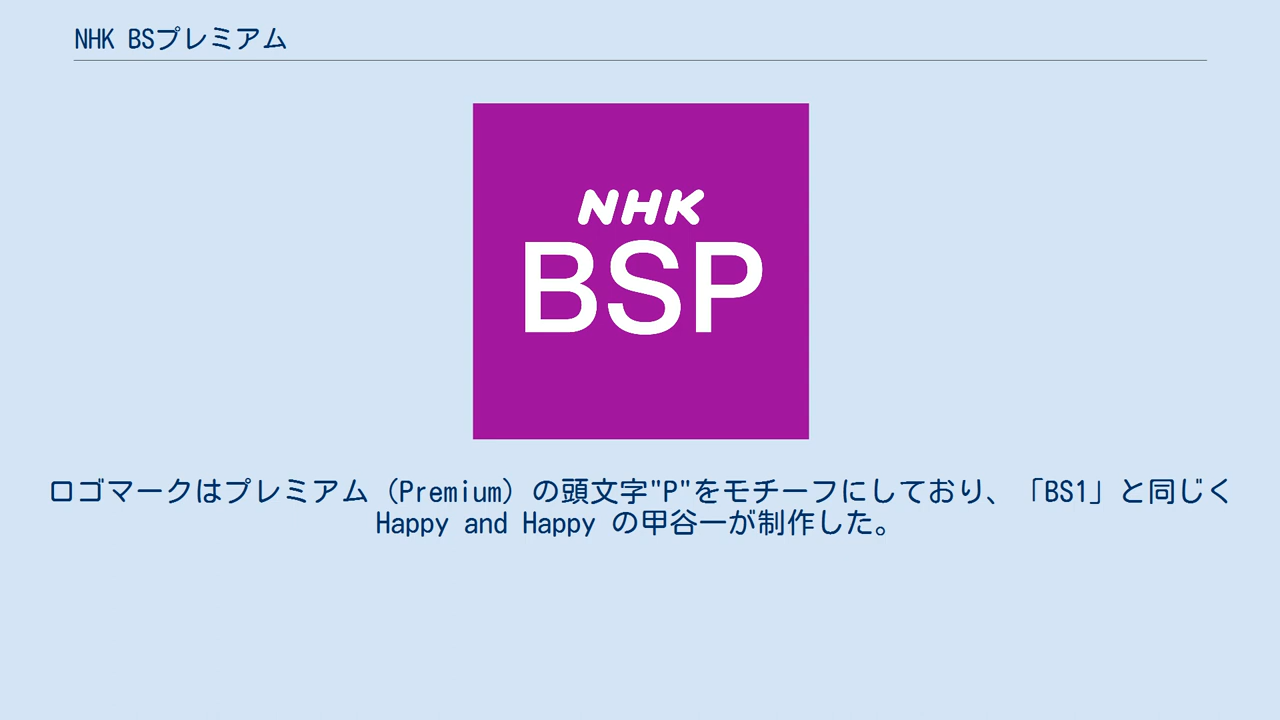 NHK BSプレミアム
NHK
BSP
ロゴマークはプレミアム（Premium）の頭文字"P"をモチーフにしており、「BS1」と同じく
Happy and Happy の甲谷一が制作した。